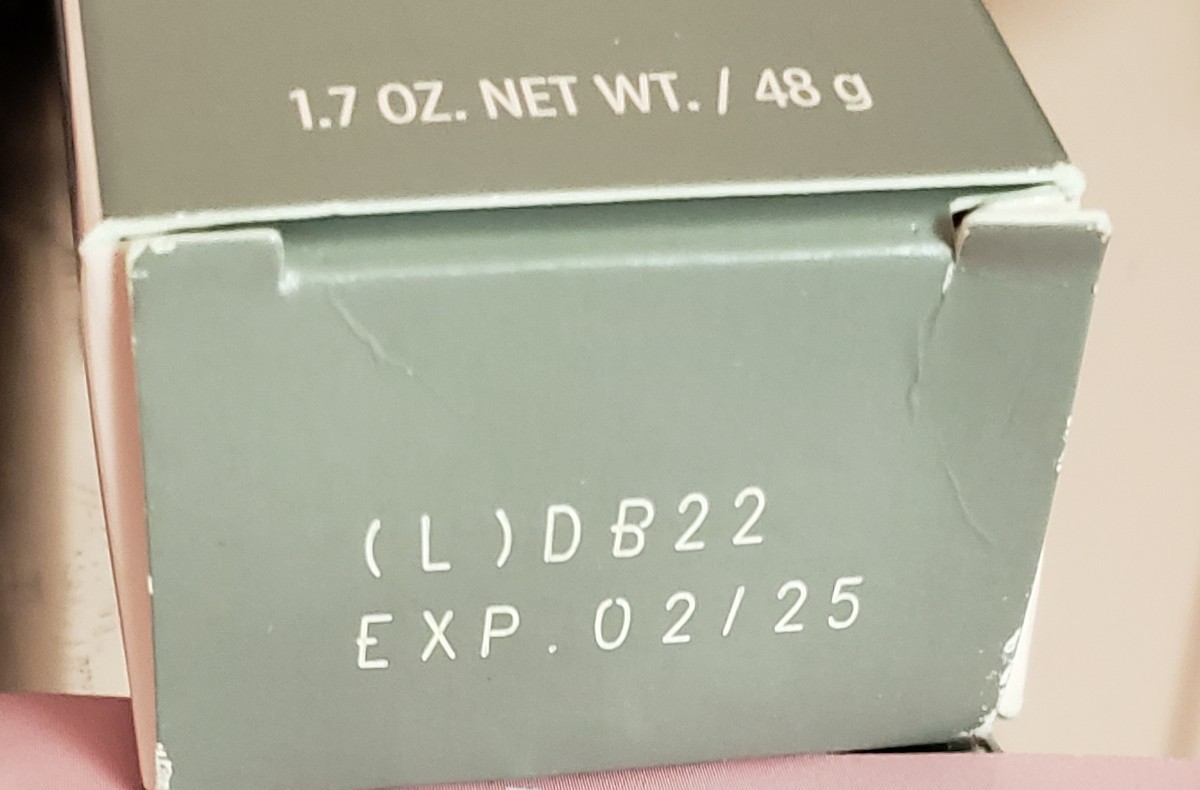 1.7 OZ. NET WT. / 48 g
(L)DB22
EXP.02/25